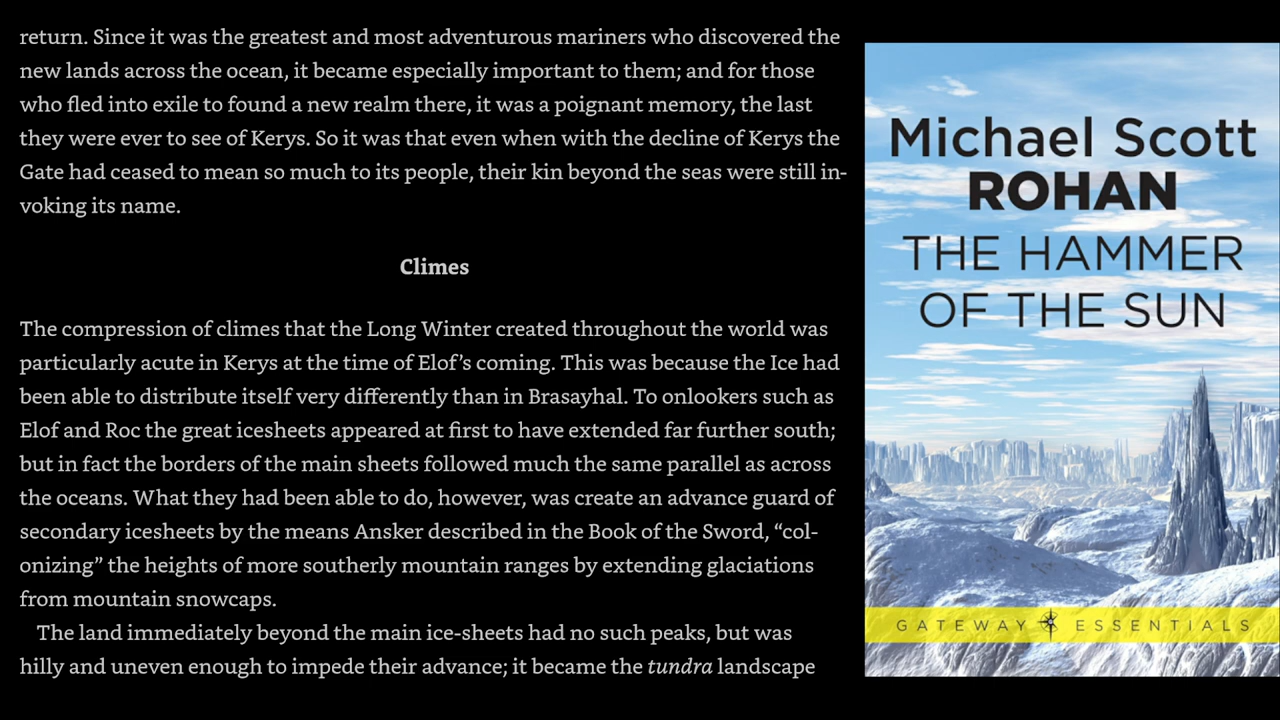 return. Since it was the greatest and most adventurous mariners who discovered the
new lands across the ocean, it became especially important to them; and for those
who fled into exile to found a new realm there, it was a poignant memory, the last
they were ever to see of Kerys. So it was that even when with the decline of Kerys the
Gate had ceased to mean so much to its people, their kin beyond the seas were still in-
voking its name.
Climes
The compression of climes that the Long Winter created throughout the world was
particularly acute in Kerys at the time of Elof’s coming. This was because the Ice had
been able to distribute itself very differently than in Brasayhal. To onlookers such as
Elof and Roc the great icesheets appeared at first to have extended far further south;
but in fact the borders of the main sheets followed much the same parallel as across
the oceans. What they had been able to do, however, was create an advance guard of
secondary icesheets by the means Ansker described in the Book of the Sword, “col-
onizing” the heights of more southerly mountain ranges by extending glaciations
from mountain snowcaps.
The land immediately beyond the main ice-sheets had no such peaks, but was
hilly and uneven enough to impede their advance; it became the tundra landscape
Michael Scott
ROHAN
THE HAMMER
OF THE SUN
GATEWAY ESSENTIALS